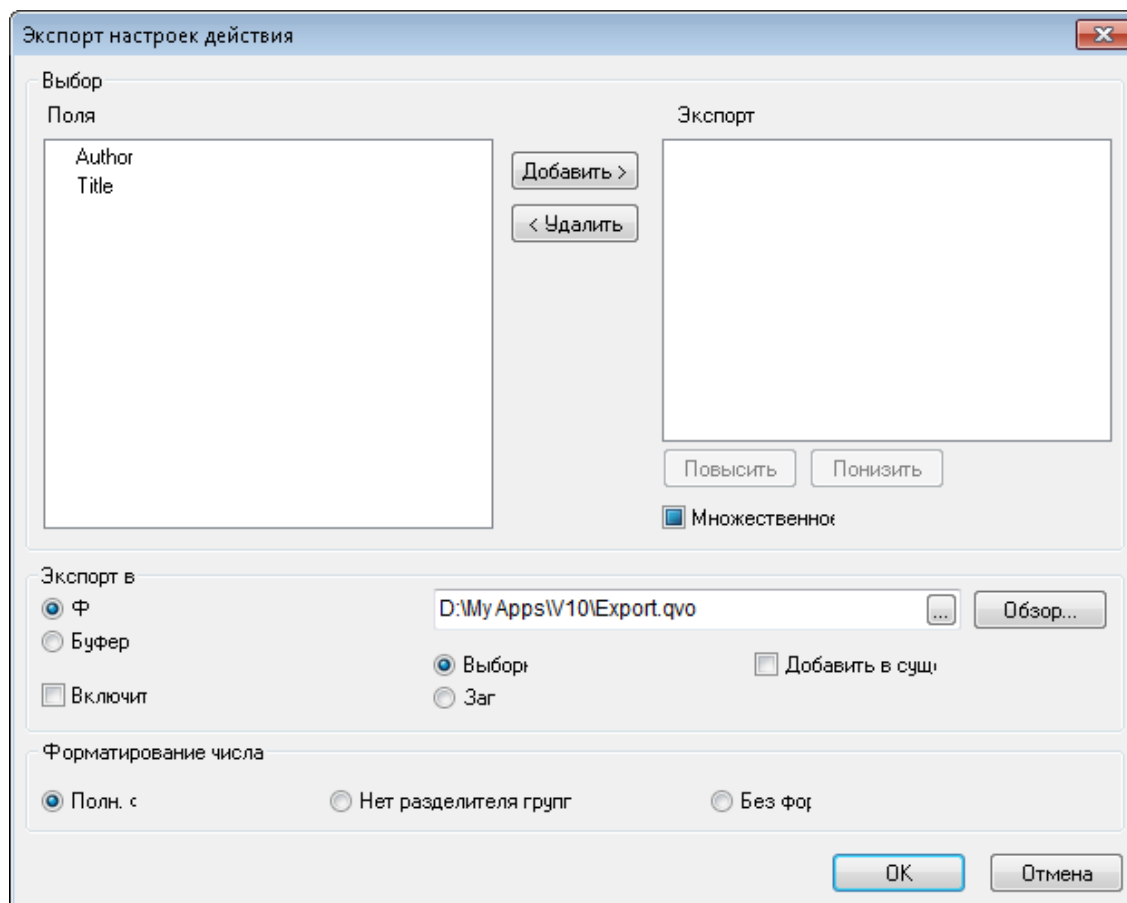 Экспорт настроек действия
Выбор
Поля
Экспорт
Author
Title
Добавить >
< Удалить
Повысить
Понизить
Множественное
Экспорт в
Ф
D:\My Apps\V10\Export.qvo
...
Обзор...
Буфер
Выборн
Добавить в сущ
Включит
Заг
Форматирование числа
Полн. с
Нет разделителя групп
Без фор
OK
Отмена